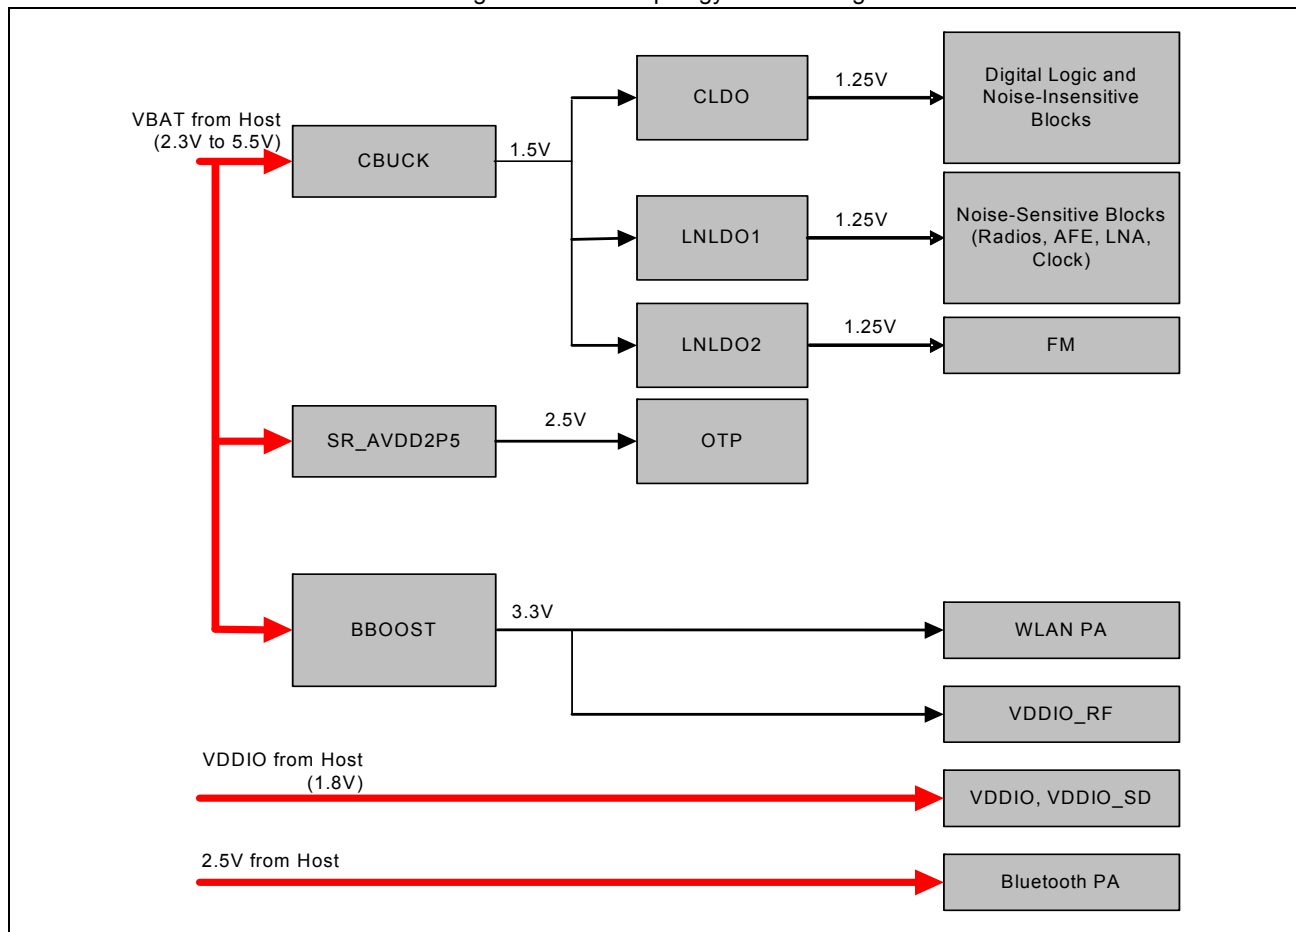 CLDO
1.25V
Digital Logic and
Noise-Insensitive
Blocks
VBAT from Host
(2.3V to 5.5V)
CBUCK
1.5V
LNLDO1
1.25V
Noise-Sensitive Blocks
(Radios, AFE, LNA,
Clock)
LNLDO2
1.25V
FM
SR_AVDD2P5
2.5V
OTP
BBOOST
3.3V
WLAN PA
VDDIO_RF
VDDIO from Host
(1.8V)
VDDIO, VDDIO_SD
2.5V from Host
Bluetooth PA